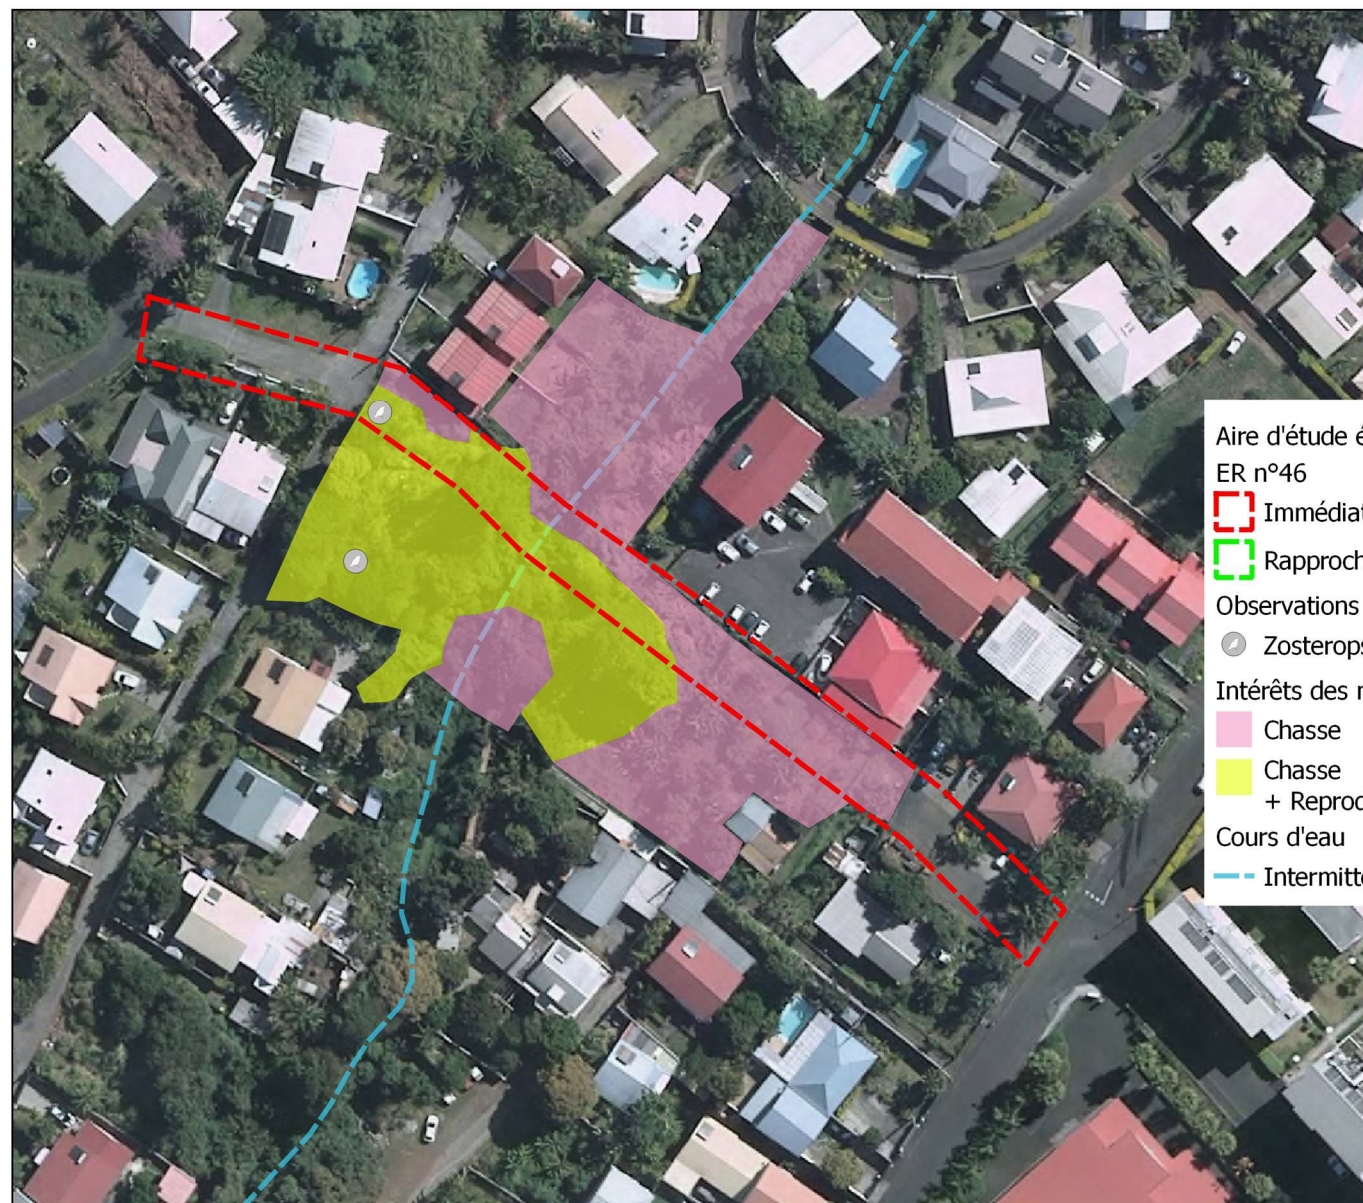 Aire d'étude é
ER n°46
Immédiat
Rapproch
Observations
Zosterops
Intérêts des r
Chasse
Chasse
+ Reproc
Cours d'eau
Intermitte